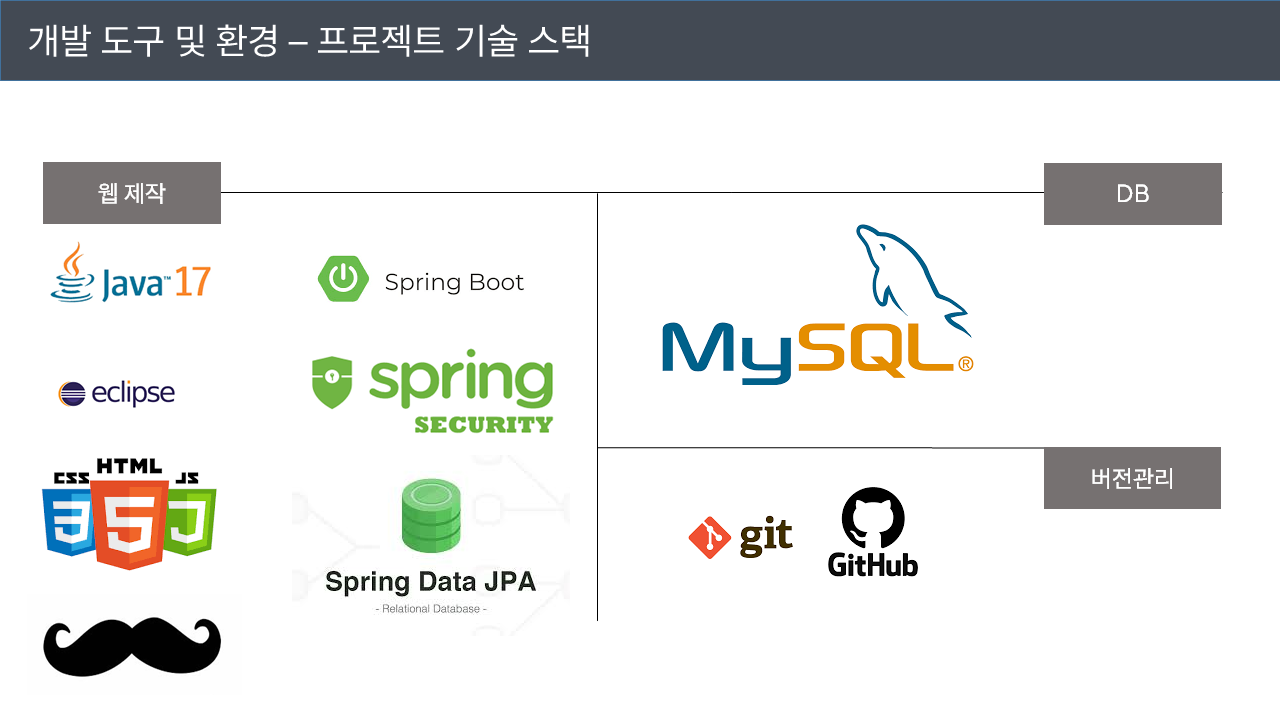 개발 도구 및 환경 – 프로젝트 기술 스택
웹 제작
DB
Java™ 17
Spring Boot
eclipse
spring
SECURITY
MySQL®
CSS HTML JS
3 5 J
Spring Data JPA
- Relational Database -
버전관리
git
GitHub